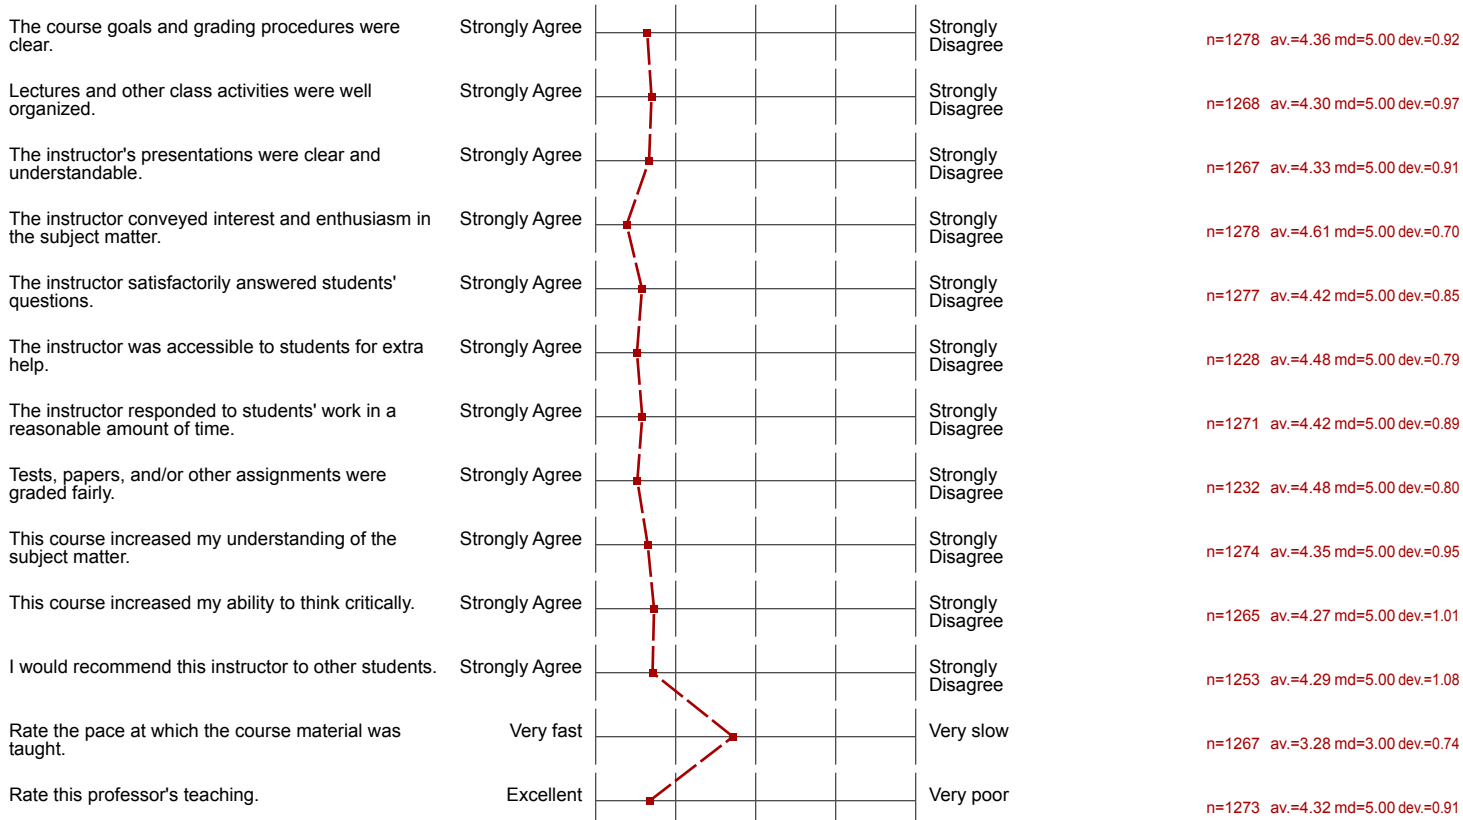 The course goals and grading procedures were
clear.
Strongly Agree
Strongly
Disagree
n=1278 av.=4.36 md=5.00 dev.=0.92
Lectures and other class activities were well
organized.
Strongly Agree
Strongly
Disagree
n=1268 av.=4.30 md=5.00 dev.=0.97
The instructor's presentations were clear and
understandable.
Strongly Agree
Strongly
Disagree
n=1267 av.=4.33 md=5.00 dev.=0.91
The instructor conveyed interest and enthusiasm in
the subject matter.
Strongly Agree
Strongly
Disagree
n=1278 av.=4.61 md=5.00 dev.=0.70
The instructor satisfactorily answered students'
questions.
Strongly Agree
Strongly
Disagree
n=1277 av.=4.42 md=5.00 dev.=0.85
The instructor was accessible to students for extra
help.
Strongly Agree
Strongly
Disagree
n=1228 av.=4.48 md=5.00 dev.=0.79
The instructor responded to students' work in a
reasonable amount of time.
Strongly Agree
Strongly
Disagree
n=1271 av.=4.42 md=5.00 dev.=0.89
Tests, papers, and/or other assignments were
graded fairly.
Strongly Agree
Strongly
Disagree
n=1232 av.=4.48 md=5.00 dev.=0.80
This course increased my understanding of the
subject matter.
Strongly Agree
Strongly
Disagree
n=1274 av.=4.35 md=5.00 dev.=0.95
This course increased my ability to think critically.
Strongly Agree
Strongly
Disagree
n=1265 av.=4.27 md=5.00 dev.=1.01
I would recommend this instructor to other students.
Strongly Agree
Strongly
Disagree
n=1253 av.=4.29 md=5.00 dev.=1.08
Rate the pace at which the course material was
taught.
Very fast
Very slow
n=1267 av.=3.28 md=3.00 dev.=0.74
Rate this professor's teaching.
Excellent
Very poor
n=1273 av.=4.32 md=5.00 dev.=0.91